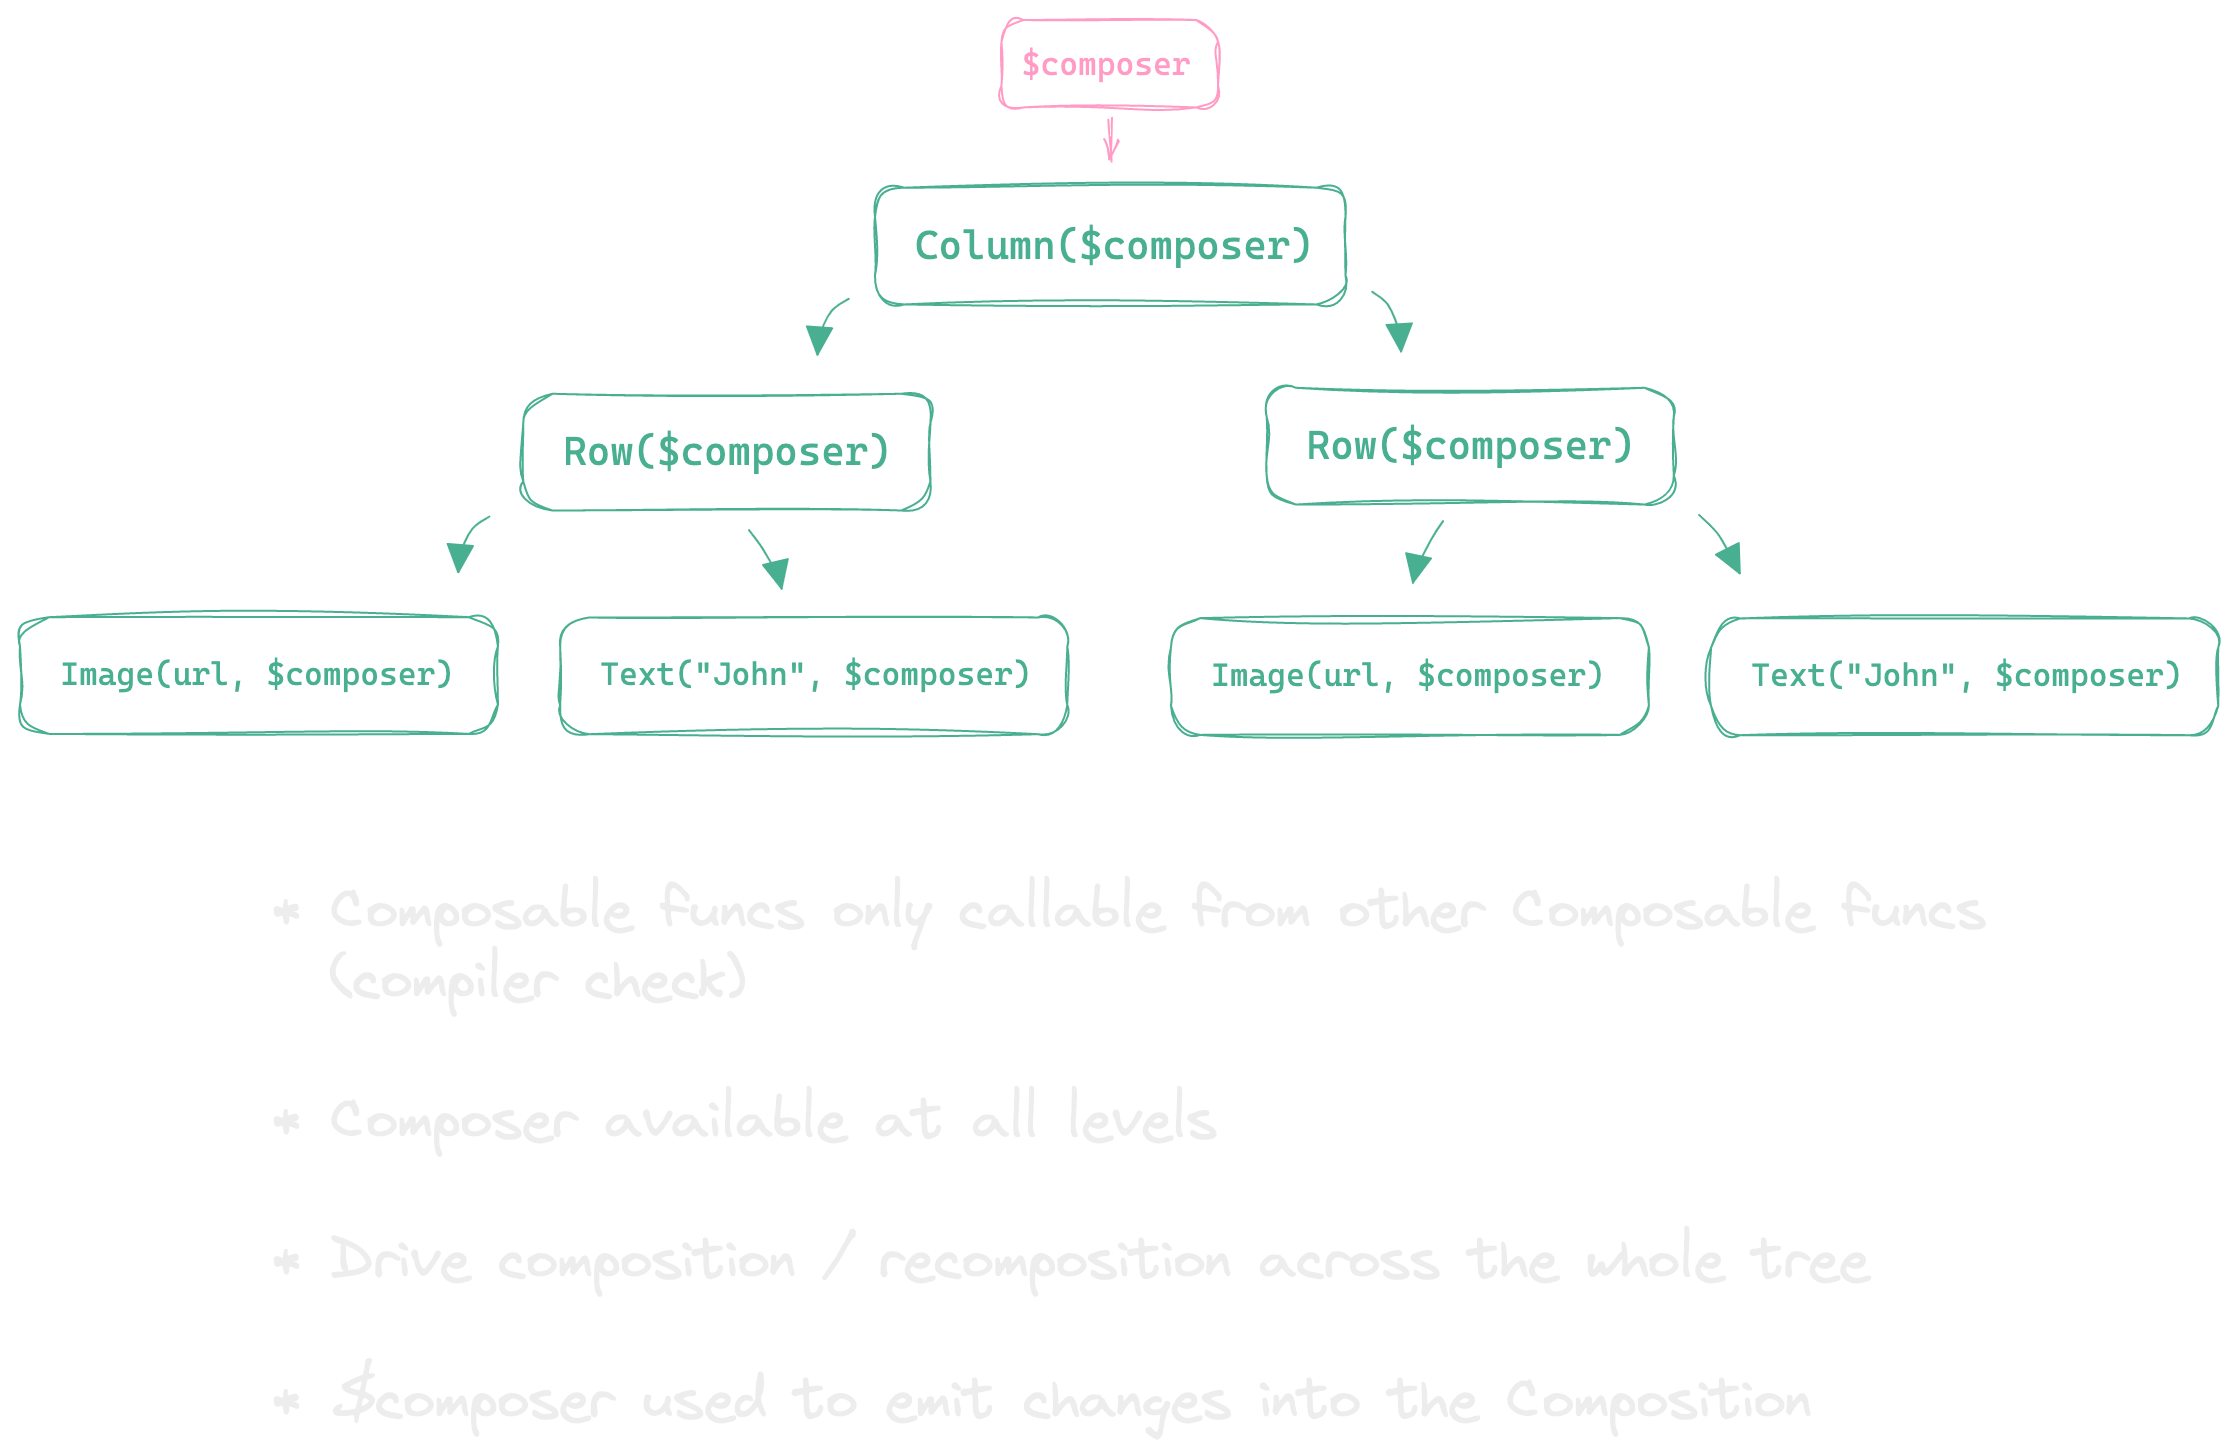 $composer
Column($composer)
Row($composer)
Row($composer)
Image(url, $composer)
Text("John", $composer)
Image(url, $composer)
Text("John", $composer)
* Composable funcs only callable from other Composable funcs
(compiler check)
* Composer available at all levels
* Drive composition / recomposition across the whole tree
* $composer used to emit changes into the Composition